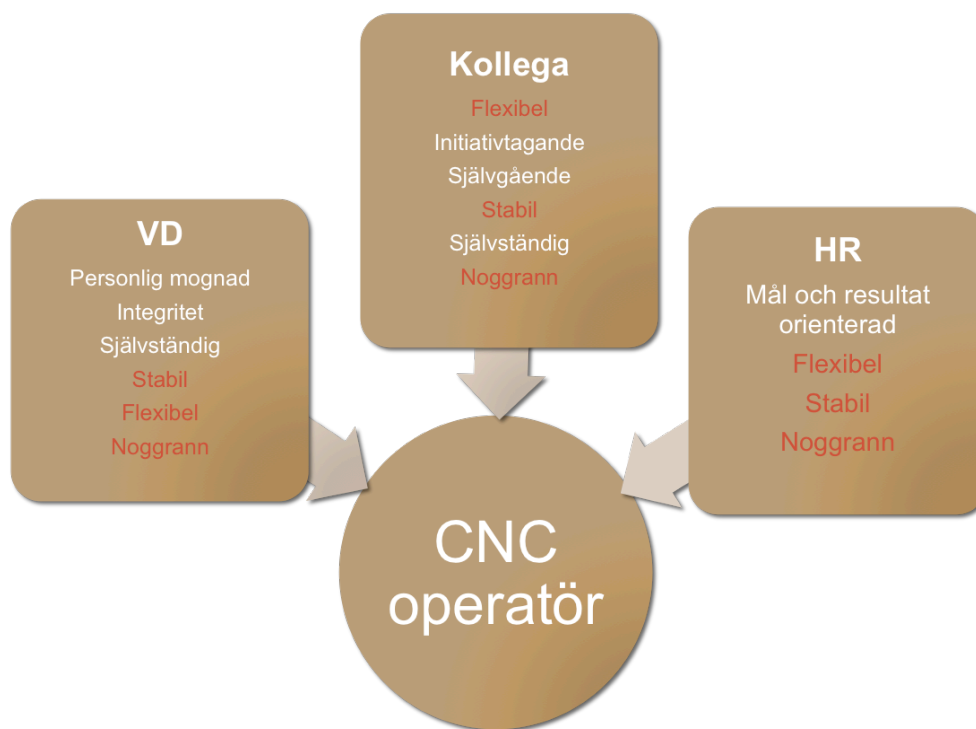 VD
Personlig mognad
Integritet
Självständig
Stabil
Flexibel
Noggrann
Kollega
Flexibel
Initiativtagande
Självgående
Stabil
Självständig
Noggrann
HR
Mål och resultat
orienterad
Flexibel
Stabil
Noggrann
CNC
operatör